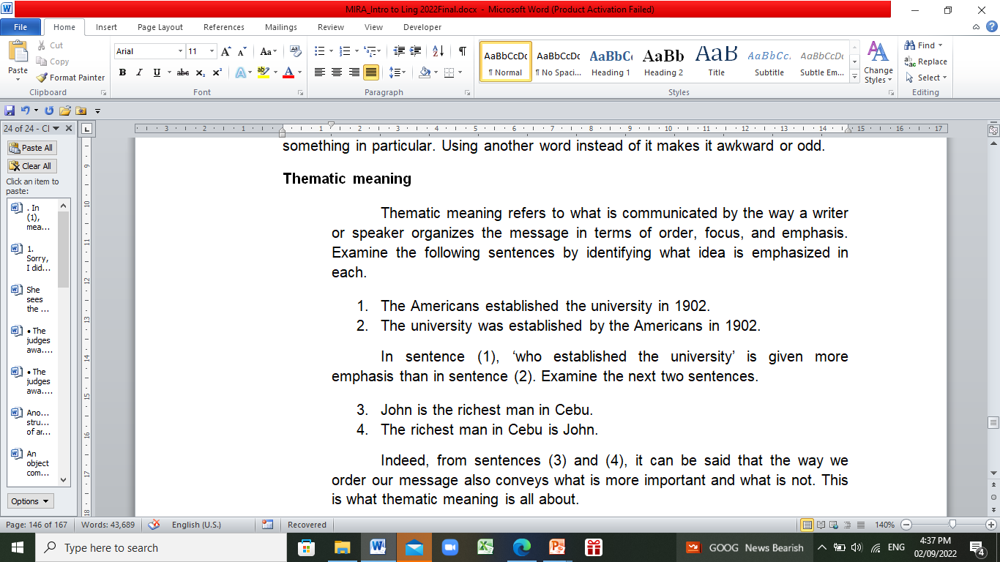 MIRA_Intro to Ling 2022Final.docx - Microsoft Word (Product Activation Failed)
File Home Insert Page Layout References Mailings Review View Developer
Paste
Cut
Copy
Format Painter
Clipboard
Arial 11
Font
Paragraph
AaBbCcDc AaBbCcDc AaBbC AaBb AaB AaBbCc. AaBbCcDc
¶ Normal ¶ No Spaci... Heading 1 Heading 2 Title Subtitle Subtle Em...
Change Styles
Styles
Find
Replace
Select
Editing
24 of 24 - Cl
Paste All
Clear All
Click an item to
paste:
. In
(1),
mea...
1.
Sorry,
I did...
She
sees
the ...
• The
judges
awa....
• The
judges
awa....
Ano...
stru...
of ar...
An
object
com...
Options
something in particular. Using another word instead of it makes it awkward or odd.
Thematic meaning
Thematic meaning refers to what is communicated by the way a writer
or speaker organizes the message in terms of order, focus, and emphasis.
Examine the following sentences by identifying what idea is emphasized in
each.
1. The Americans established the university in 1902.
2. The university was established by the Americans in 1902.
In sentence (1), ‘who established the university’ is given more
emphasis than in sentence (2). Examine the next two sentences.
3. John is the richest man in Cebu.
4. The richest man in Cebu is John.
Indeed, from sentences (3) and (4), it can be said that the way we
order our message also conveys what is more important and what is not. This
is what thematic meaning is all about.
Page: 146 of 167 Words: 43,689 English (U.S.) Recovered 140%
Type here to search GOOG News Bearish ENG 4:37 PM
02/09/2022 4